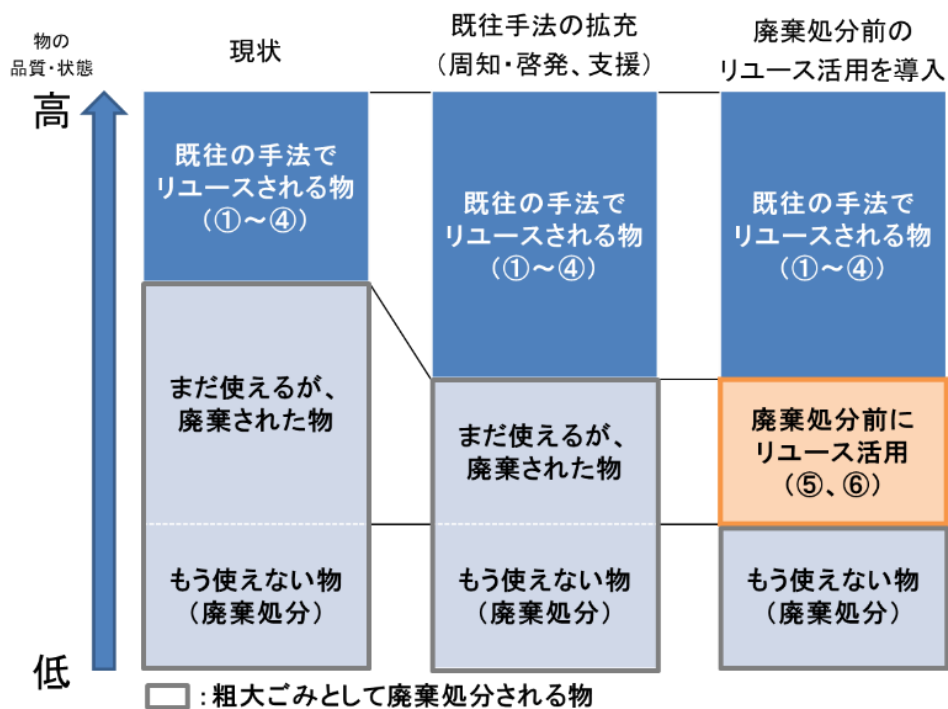 物の
品質・状態
高
低
現状
既往手法の拡充
（周知・啓発、支援）
廃棄処分前の
リユース活用を導入
既往の手法で
リユースされる物
（①～④）
まだ使えるが、
廃棄された物
もう使えない物
（廃棄処分）
既往の手法で
リユースされる物
（①～④）
まだ使えるが、
廃棄された物
もう使えない物
（廃棄処分）
既往の手法で
リユースされる物
（①～④）
廃棄処分前に
リユース活用
（⑤、⑥）
もう使えない物
（廃棄処分）
：粗大ごみとして廃棄処分される物